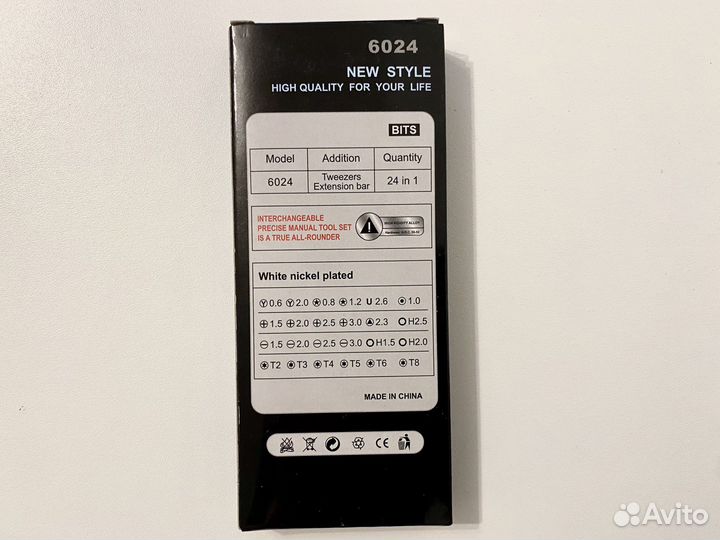 6024
NEW STYLE
HIGH QUALITY FOR YOUR LIFE
BITS
Model Addition Quantity
6024 Tweezers Extension bar 24 in 1
INTERCHANGEABLE
PRECISE MANUAL TOOL SET
IS A TRUE ALL-ROUNDER
HIGH RIGIDITY ALLOY
White nickel plated
Y 0.6 Y 2.0 0.8 1.2 U 2.6 1.0
1.5 2.0 2.5 3.0 2.3 H2.5
1.5 2.0 2.5 3.0 H1.5 H2.0
T2 T3 T4 T5 T6 T8
MADE IN CHINA
CE
Avito